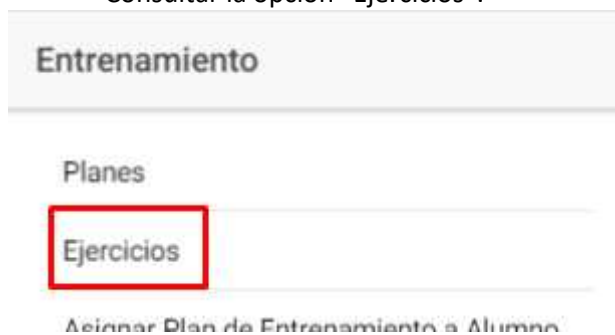 Consultar la opción "Ejercicios".
Entrenamiento
Planes
Ejercicios
Asignar Plan de Entrenamiento a Alumno